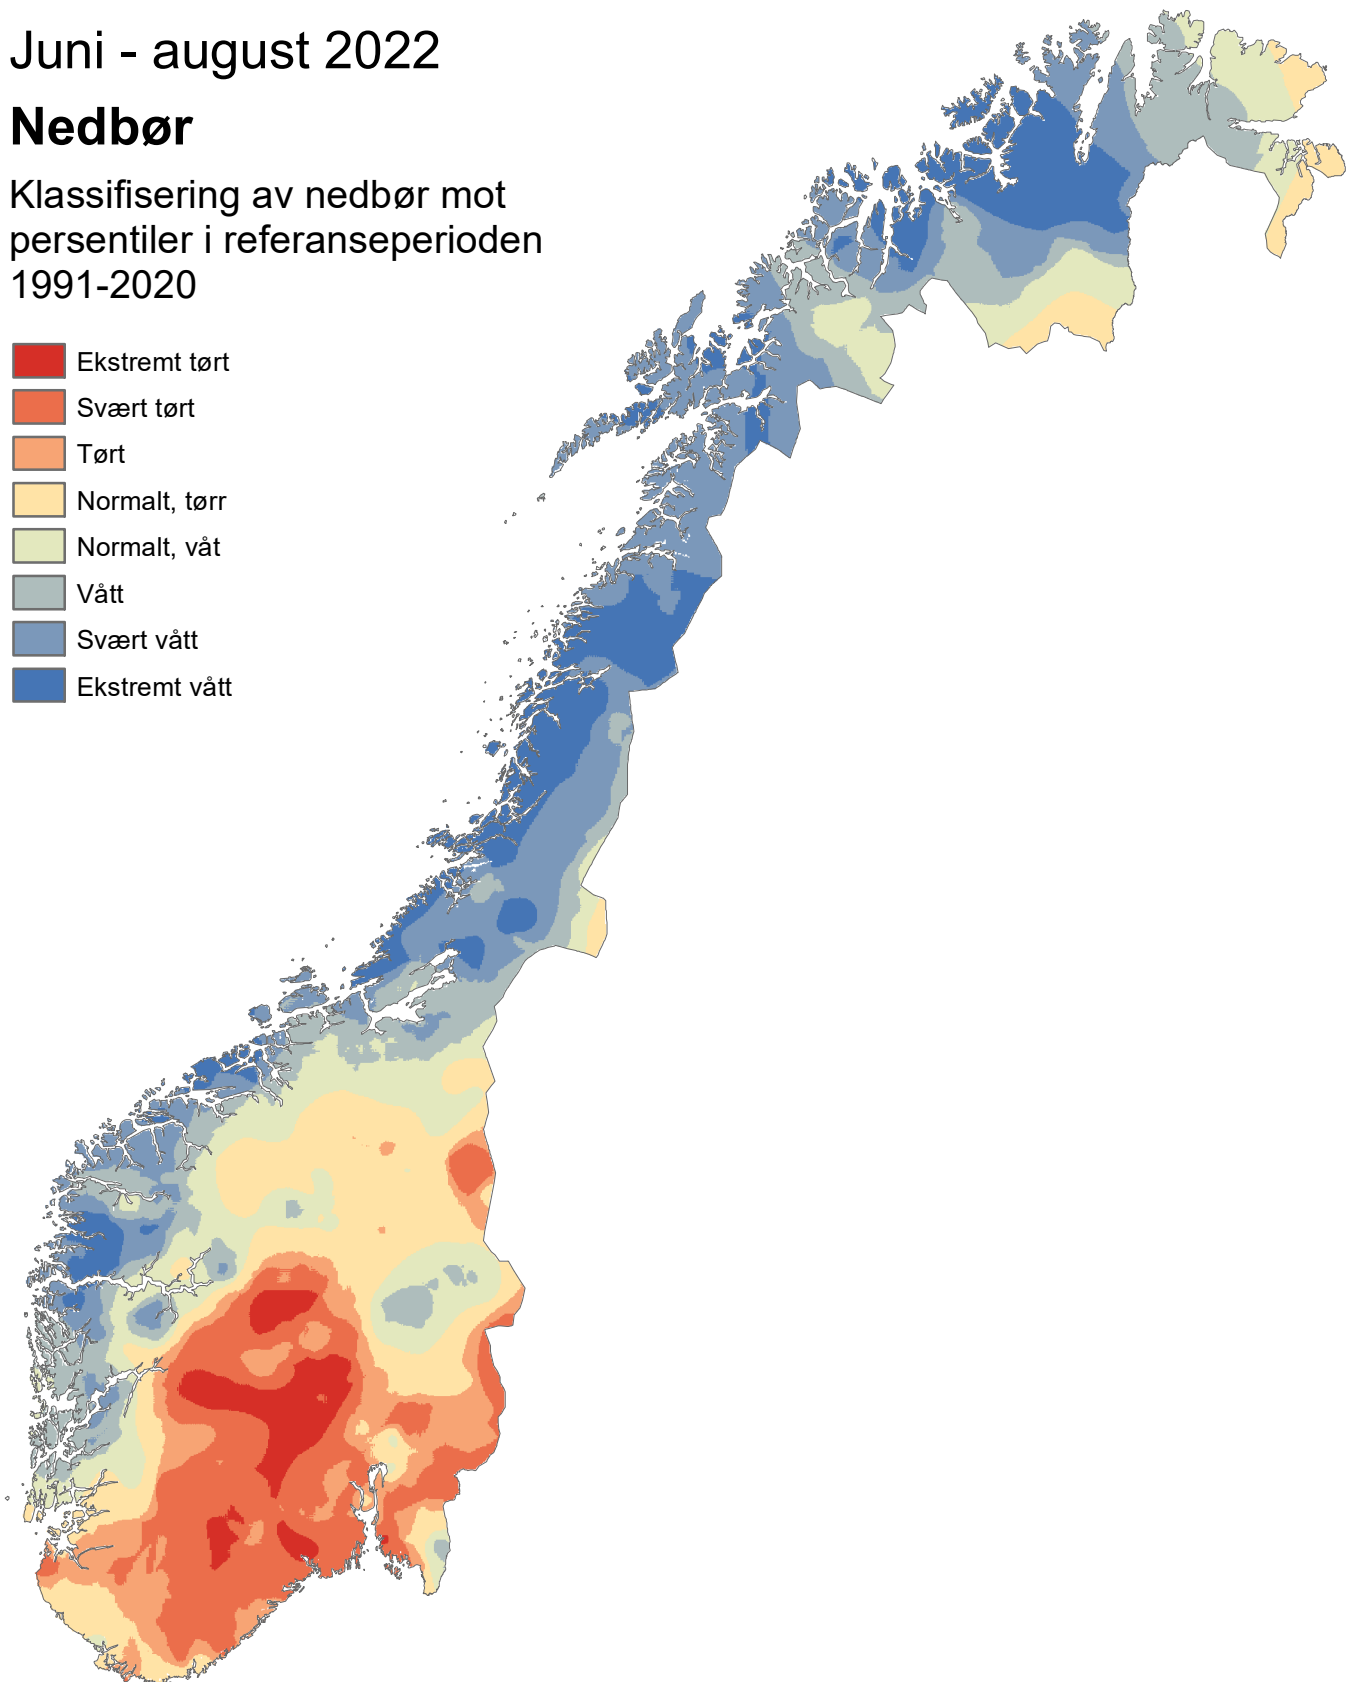 Juni - august 2022
Nedbør
Klassifisering av nedbør mot
persentiler i referanseperioden
1991-2020
Ekstremt tørt
Svært tørt
Tørt
Normalt, tørr
Normalt, våt
Vått
Svært vått
Ekstremt vått